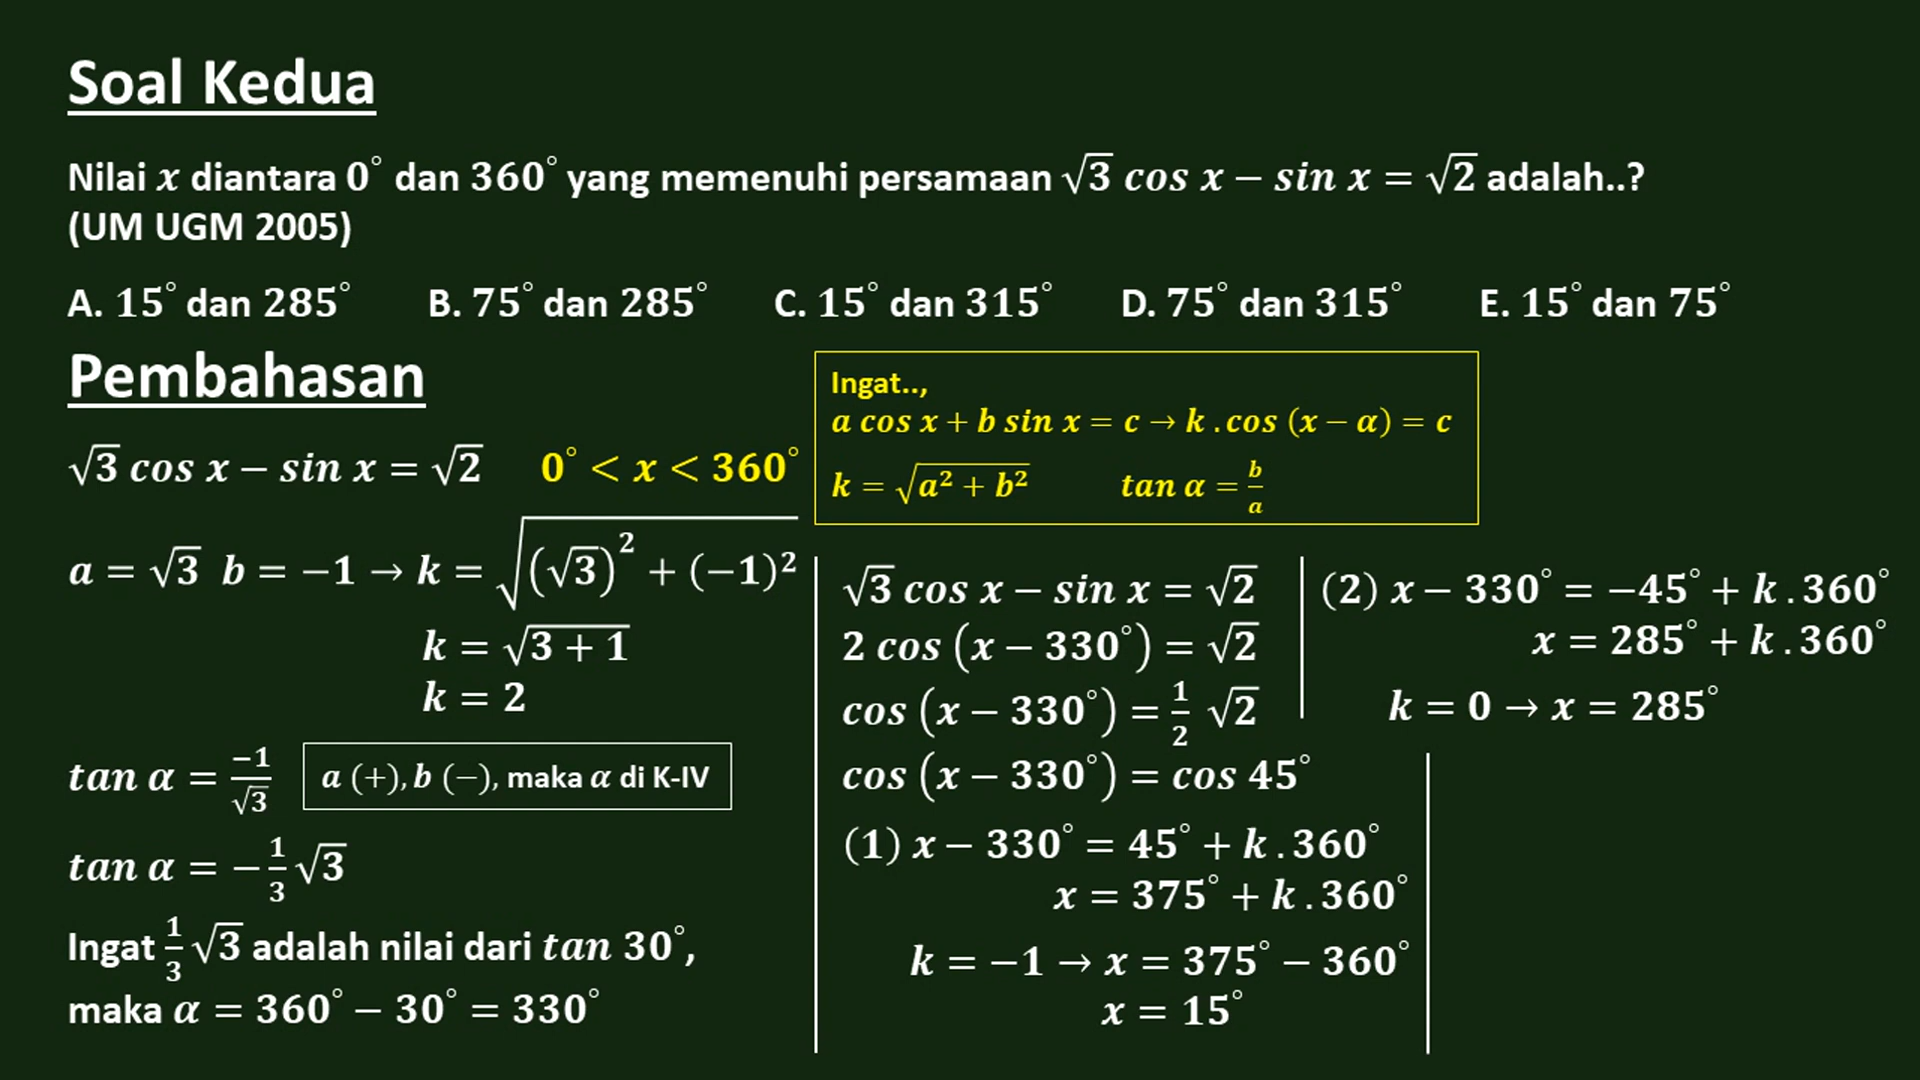 Soal Kedua
Nilai x diantara 0° dan 360° yang memenuhi persamaan √3 cos x − sin x = √2 adalah..?
(UM UGM 2005)
A. 15° dan 285° B. 75° dan 285° C. 15° dan 315° D. 75° dan 315° E. 15° dan 75°
Pembahasan
√3 cos x − sin x = √2 0° < x < 360°
Ingat..,
a cos x + b sin x = c → k . cos (x − α) = c
k = √(a² + b²) tan α = b/a
a = √3 b = −1 → k = √((√3)² + (−1)²)
k = √(3 + 1)
k = 2
tan α = −1/√3 a (+), b (−), maka α di K-IV
tan α = −1/3 √3
Ingat 1/3 √3 adalah nilai dari tan 30°,
maka α = 360° − 30° = 330°
√3 cos x − sin x = √2
2 cos (x − 330°) = √2
cos (x − 330°) = 1/2 √2
cos (x − 330°) = cos 45°
(1) x − 330° = 45° + k . 360°
x = 375° + k . 360°
k = −1 → x = 375° − 360°
x = 15°
(2) x − 330° = −45° + k . 360°
x = 285° + k . 360°
k = 0 → x = 285°